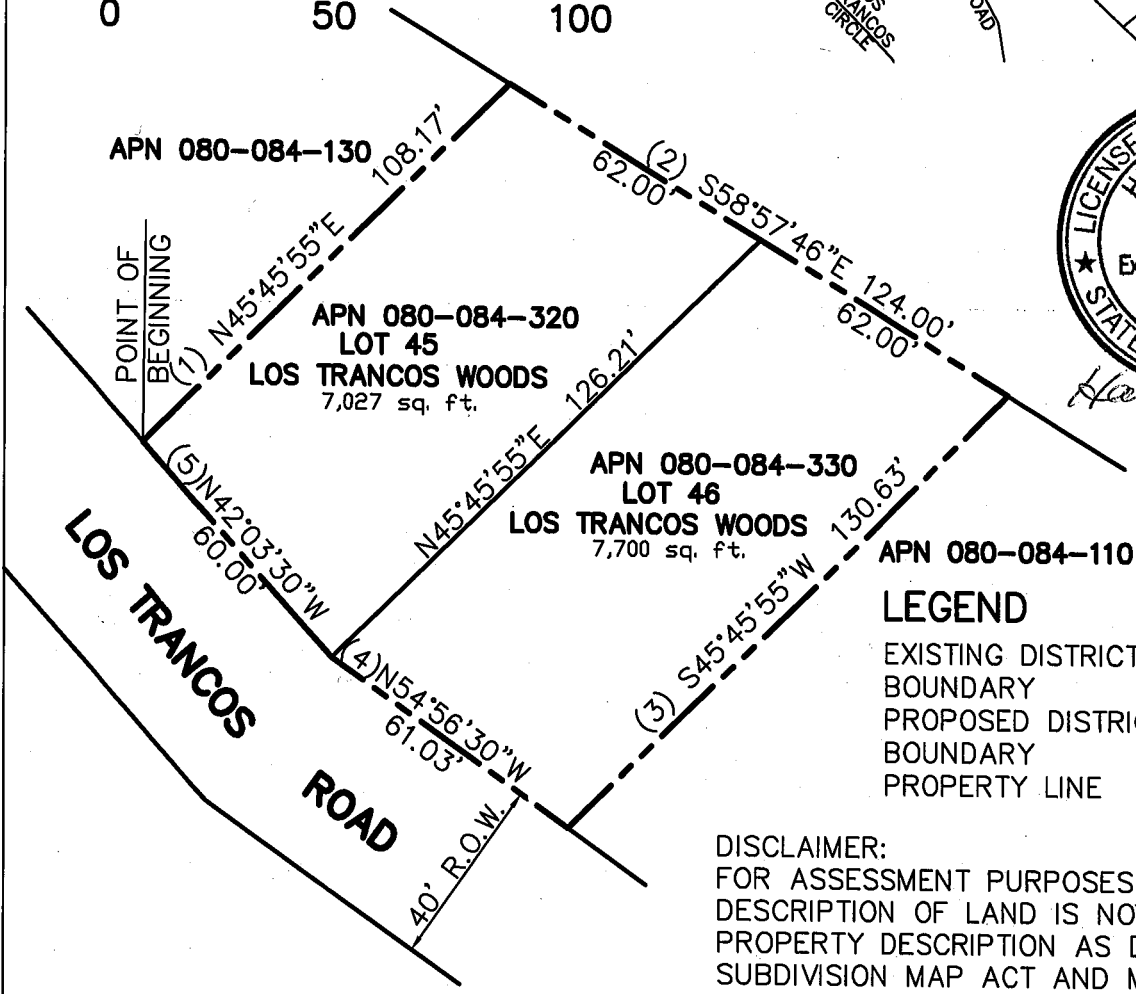 0 50 100
TRANCOS
CIRCLE
LICENSE
STATE
APN 080-084-130
108.17'
(2) S58°57'46"E 124.00'
62.00'
62.00'
POINT OF
BEGINNING
(1) N45°45'55"E
APN 080-084-320
LOT 45
LOS TRANCOS WOODS
7,027 sq. ft.
N45°45'55"E 126.21'
APN 080-084-330
LOT 46
LOS TRANCOS WOODS
7,700 sq. ft.
(3) S45°45'55"W 130.63'
APN 080-084-110
(5)N42°03'30"W
60.00'
(4)N54°56'30"W
61.03'
LOS TRANCOS ROAD
40' R.O.W.
LEGEND
EXISTING DISTRICT
BOUNDARY
PROPOSED DISTRIC
BOUNDARY
PROPERTY LINE
DISCLAIMER:
FOR ASSESSMENT PURPOSES
DESCRIPTION OF LAND IS NO
PROPERTY DESCRIPTION AS D
SUBDIVISION MAP ACT AND M